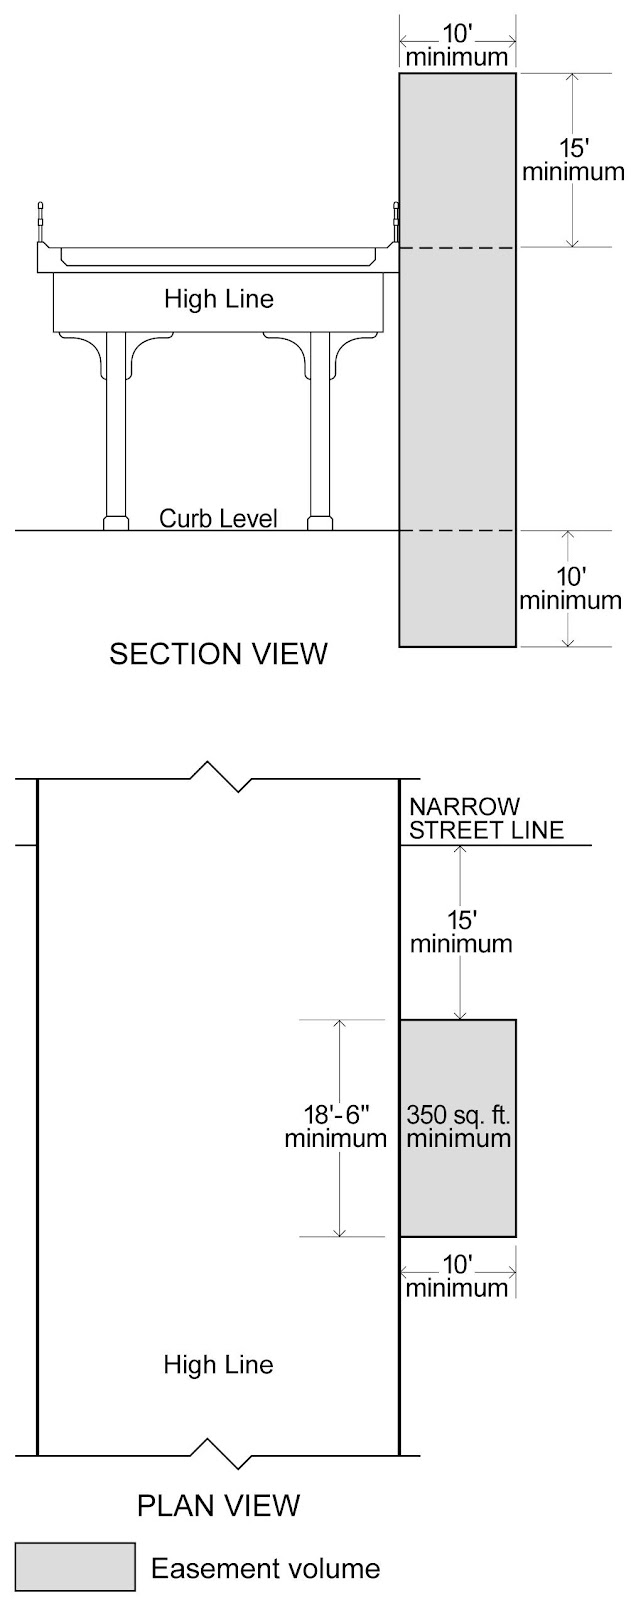 10'
minimum
15'
minimum
High Line
Curb Level
10'
minimum
SECTION VIEW
NARROW
STREET LINE
15'
minimum
18'-6"
minimum
350 sq. ft.
minimum
10'
minimum
High Line
PLAN VIEW
Easement volume